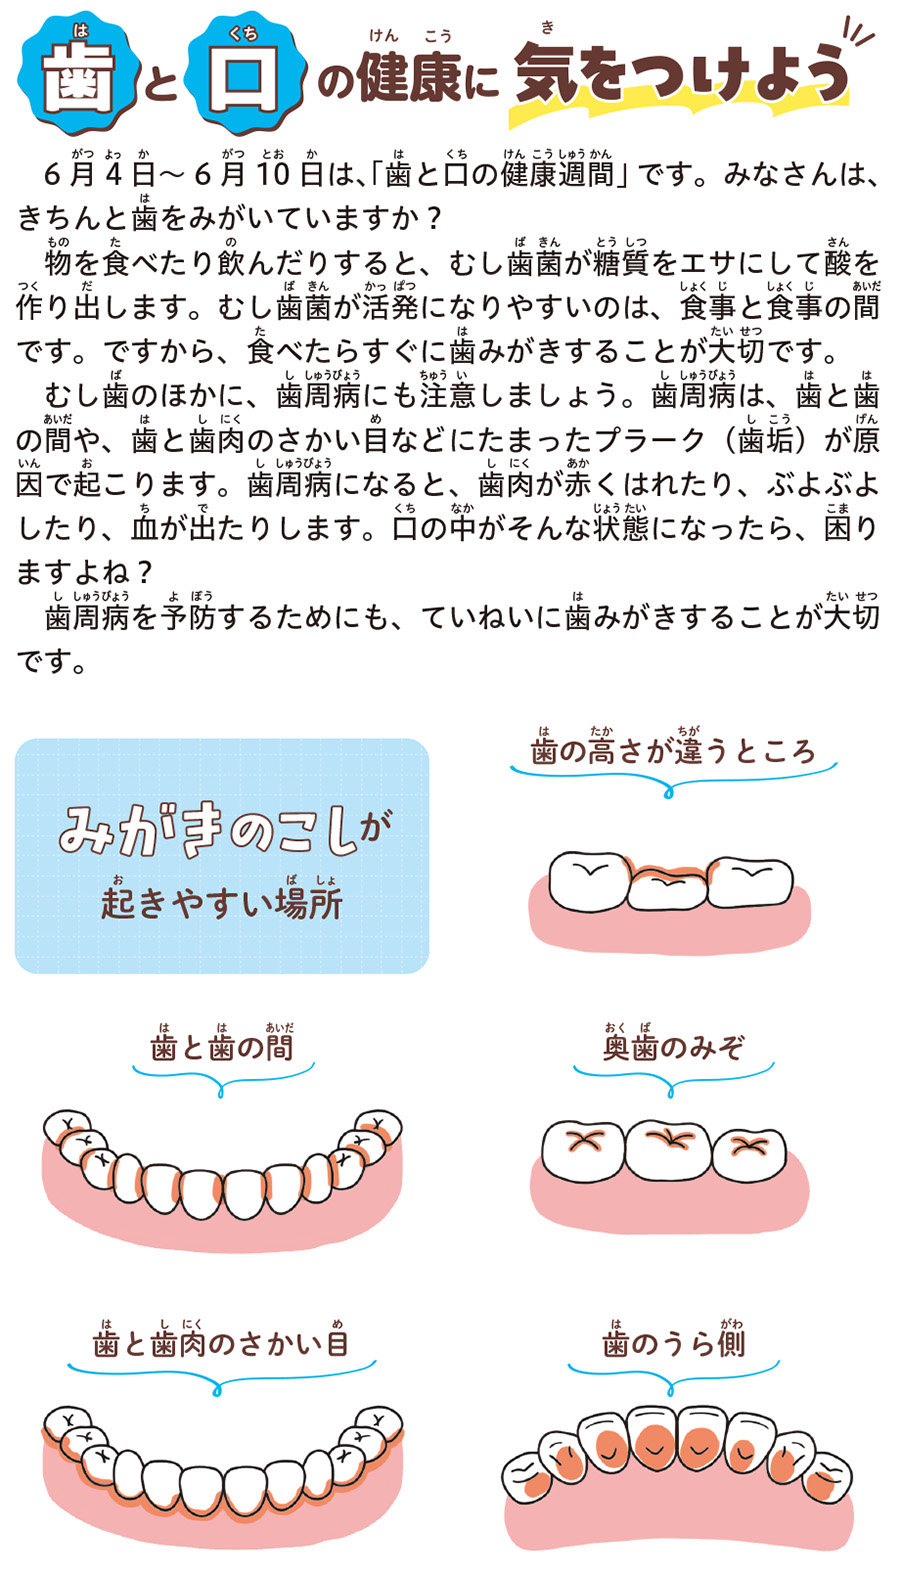 歯と口の健康に気をつけよう
6月4日～6月10日は、「歯と口の健康週間」です。みなさんは、
きちんと歯をみがいていますか？
物を食べたり飲んだりすると、むし歯菌が糖質をエサにして酸を
作り出します。むし歯菌が活発になりやすいのは、食事と食事の間
です。ですから、食べたらすぐに歯みがきすることが大切です。
むし歯のほかに、歯周病にも注意しましょう。歯周病は、歯と歯
の間や、歯と歯肉のさかい目などにたまったプラーク（歯垢）が原
因で起こります。歯周病になると、歯肉が赤くはれたり、ぶよぶよ
したり、血が出たりします。口の中がそんな状態になったら、困り
ますよね？
歯周病を予防するためにも、ていねいに歯みがきすることが大切
です。
みがきのこしが
起きやすい場所
歯の高さが違うところ
歯と歯の間
奥歯のみぞ
歯と歯肉のさかい目
歯のうら側